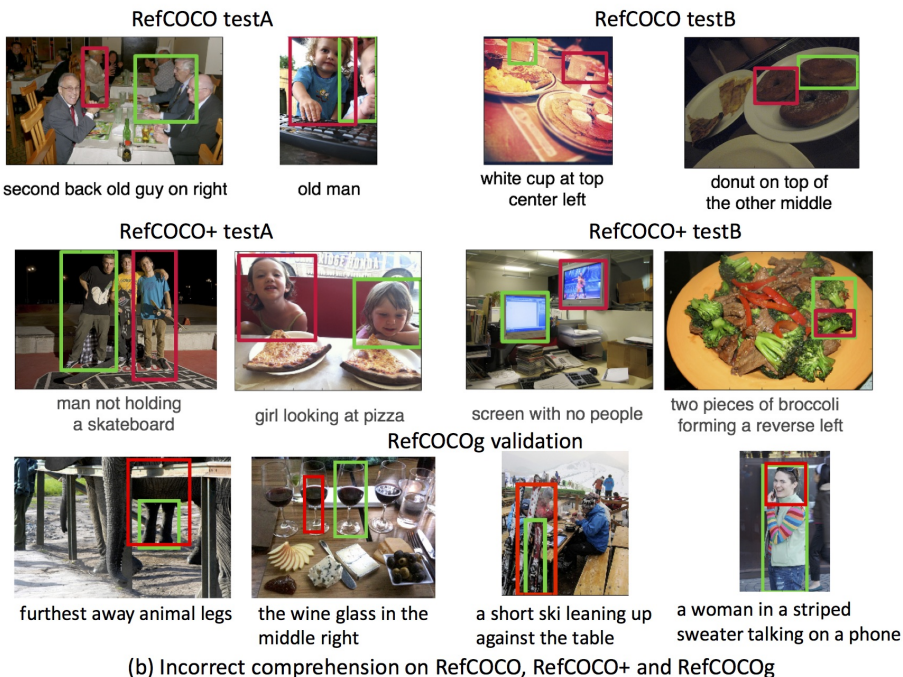 RefCOCO testA
RefCOCO testB
second back old guy on right
old man
white cup at top
center left
donut on top of
the other middle
RefCOCO+ testA
RefCOCO+ testB
man not holding
a skateboard
girl looking at pizza
screen with no people
two pieces of broccoli
forming a reverse left
RefCOCOg validation
furthest away animal legs
the wine glass in the
middle right
a short ski leaning up
against the table
a woman in a striped
sweater talking on a phone
(b) Incorrect comprehension on RefCOCO, RefCOCO+ and RefCOCOg